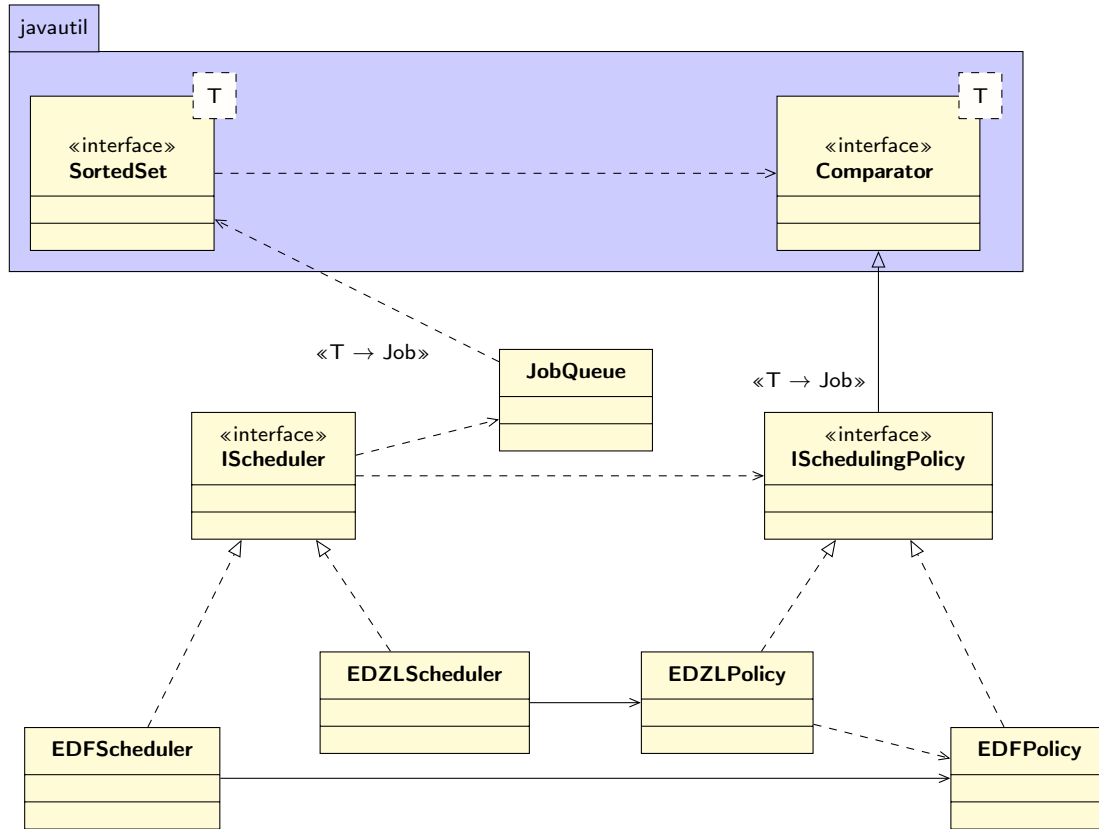 javautil
T
T
«interface»
SortedSet
«interface»
Comparator
«T → Job»
JobQueue
«T → Job»
«interface»
IScheduler
«interface»
ISchedulingPolicy
EDZLScheduler
EDZLPolicy
EDFScheduler
EDFPolicy